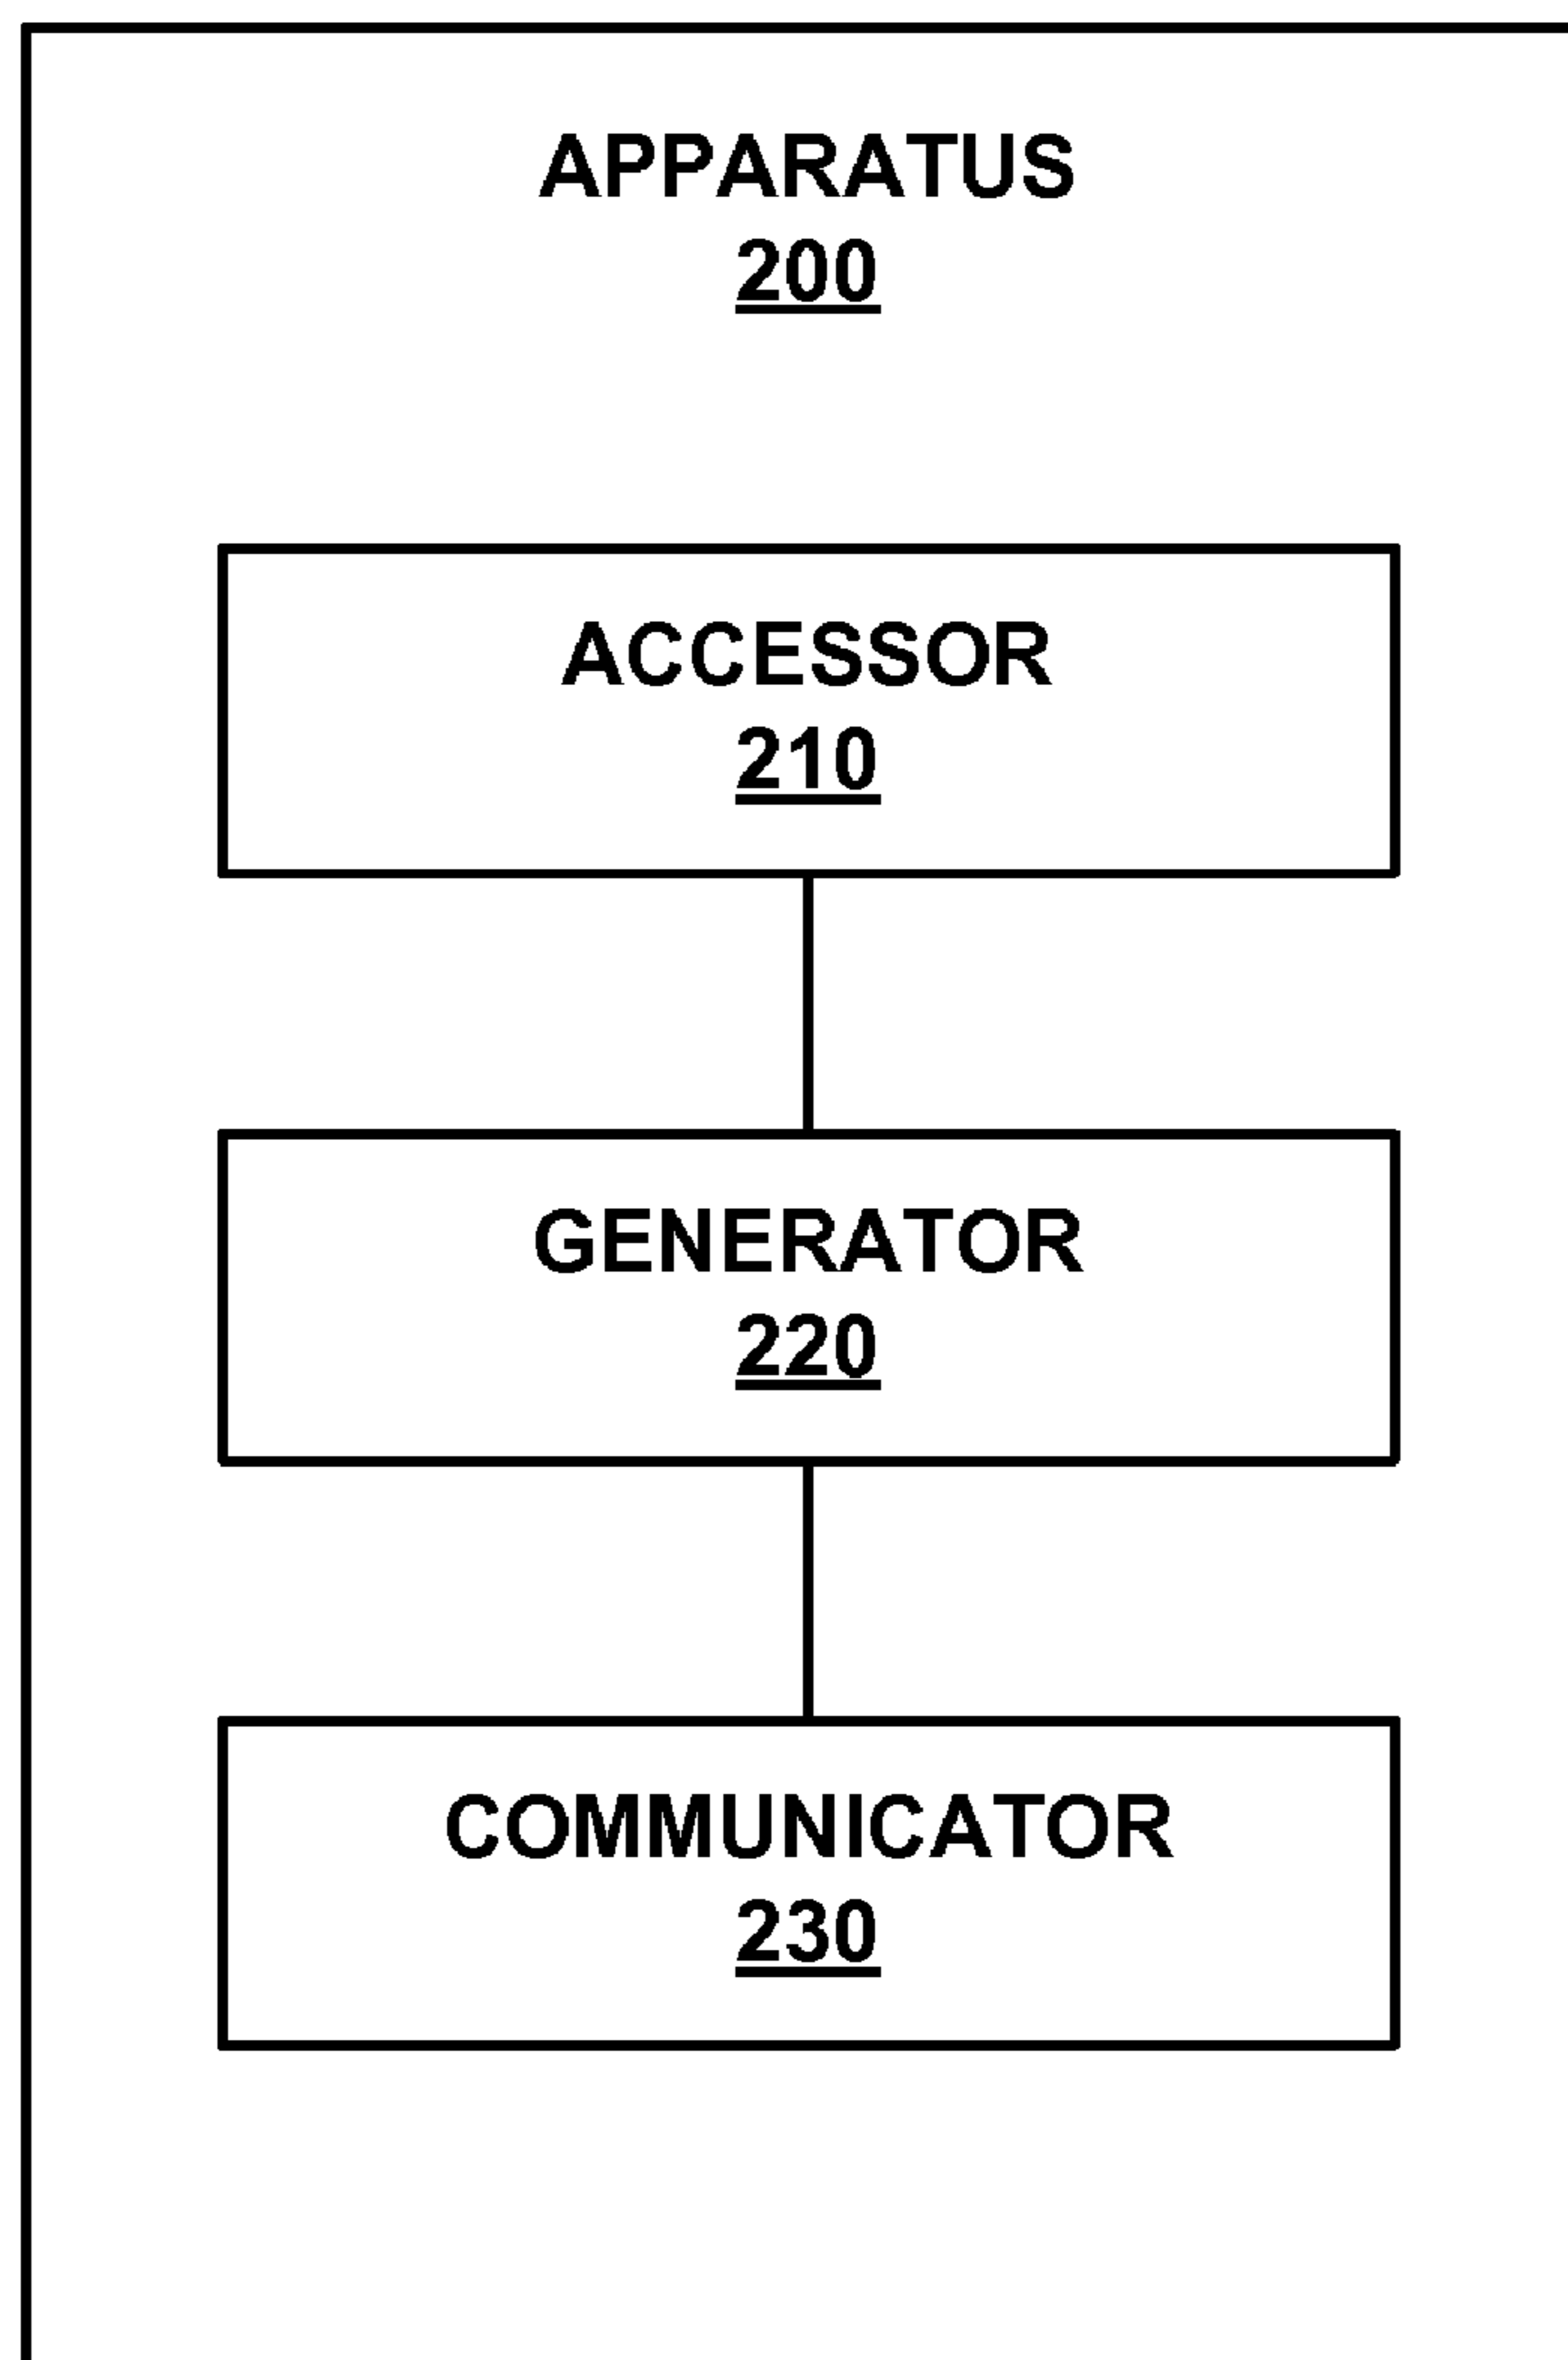 APPARATUS
200
ACCESSOR
210
GENERATOR
220
COMMUNICATOR
230